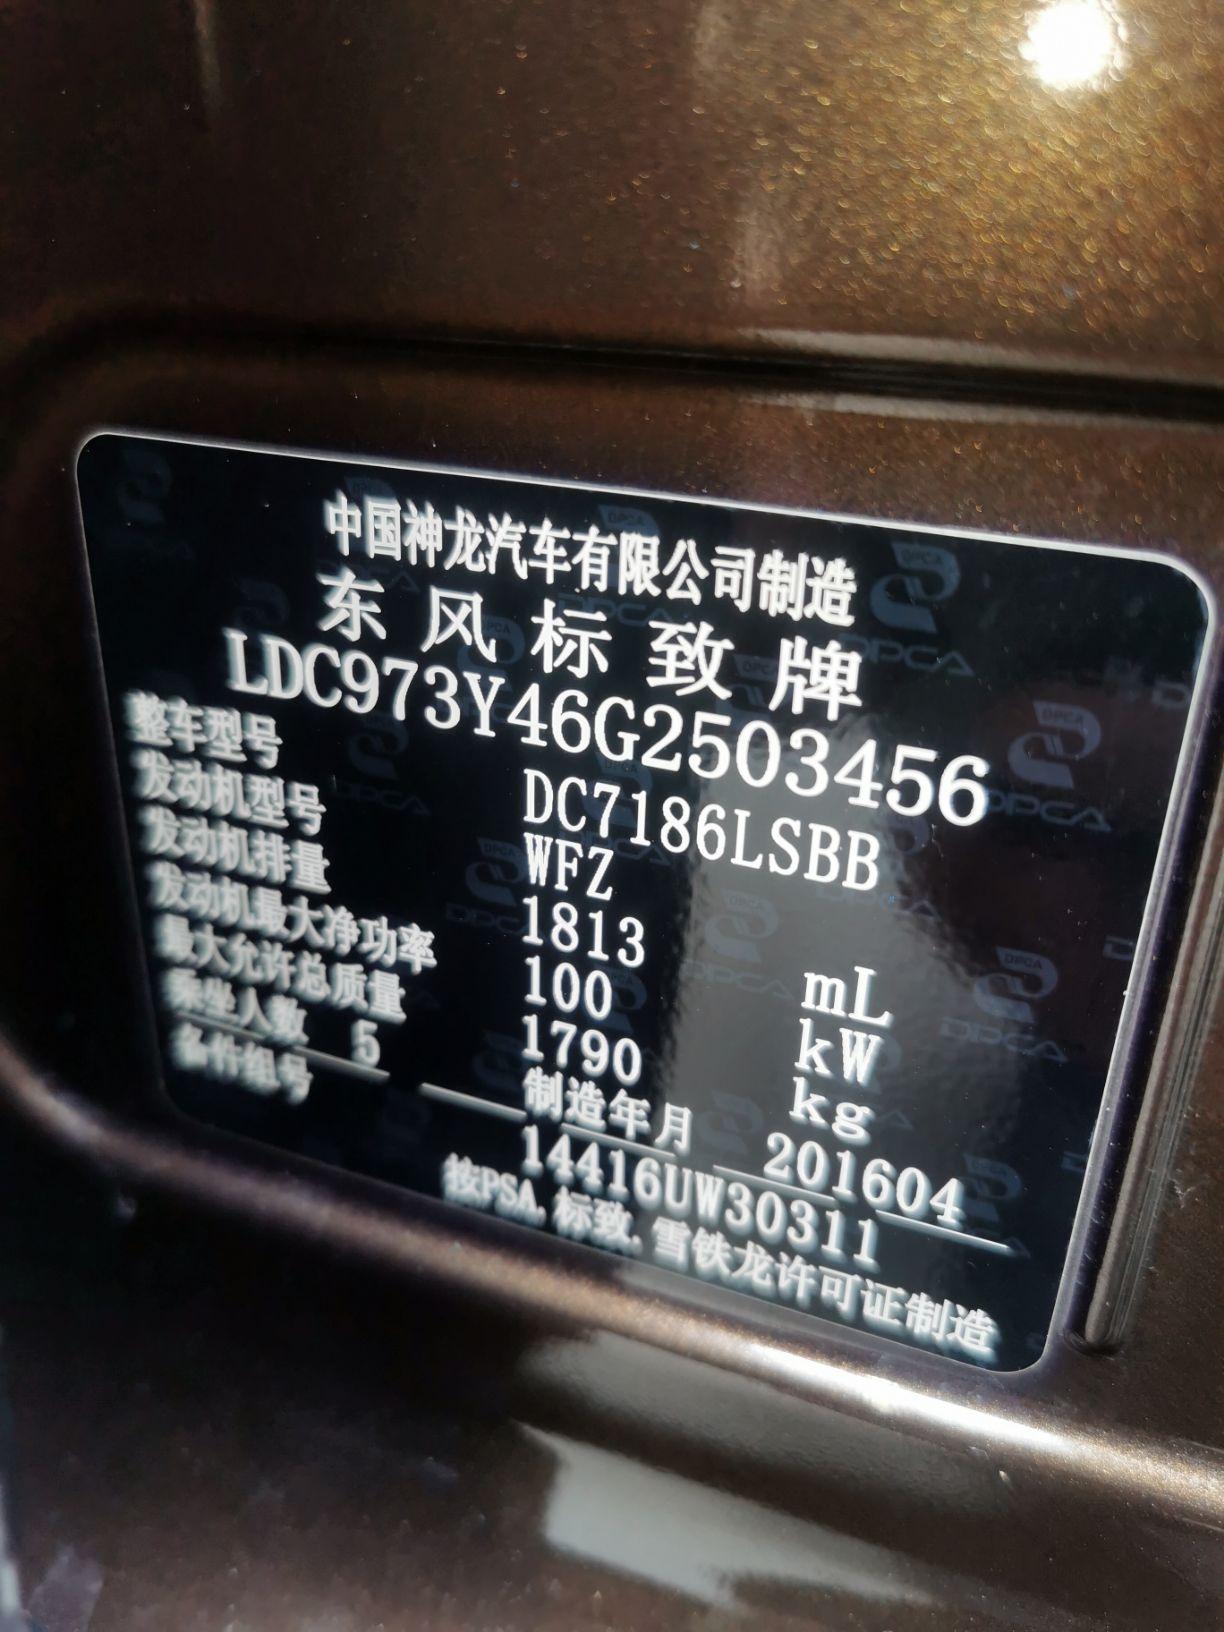 中国神龙汽车有限公司制造
东风标致牌
LDC973Y46G2503456
整车型号 DC7186LSBB
发动机型号 WFZ
发动机排量 1813 mL
发动机最大净功率 100 kW
最大允许总质量 1790 kg
乘坐人数 5 制造年月 201604
备件组号 14416UW30311
按PSA.标致.雪铁龙许可证制造